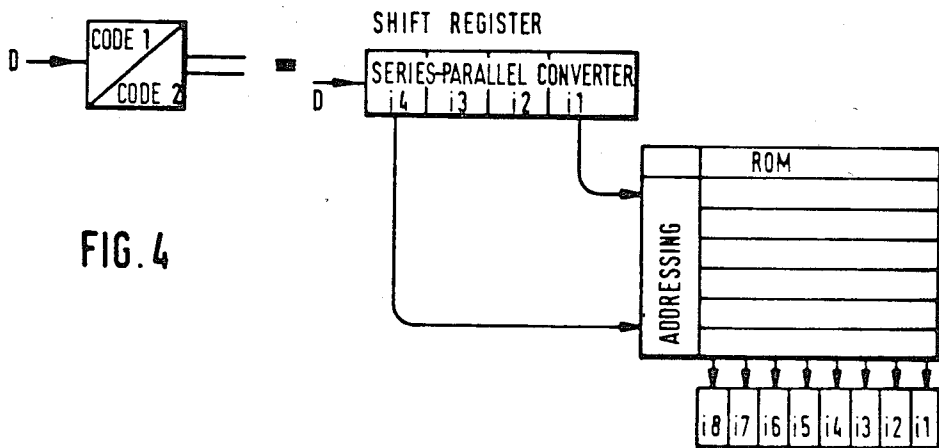 SHIFT REGISTER
D
CODE 1
CODE 2
=
D
SERIES-PARALLEL CONVERTER
i4 i3 i2 i1
ROM
ADDRESSING
FIG. 4
i8 i7 i6 i5 i4 i3 i2 i1